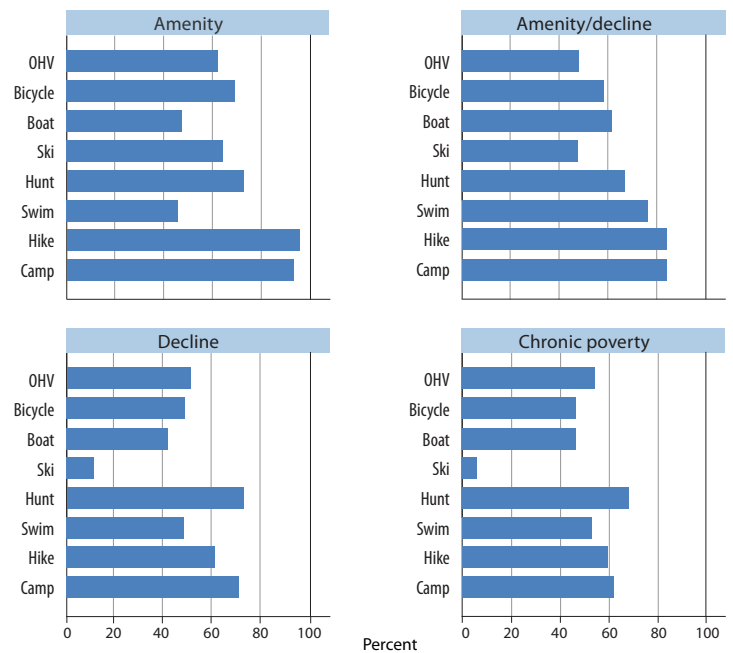 Amenity
OHV
Bicycle
Boat
Ski
Hunt
Swim
Hike
Camp
Amenity/decline
OHV
Bicycle
Boat
Ski
Hunt
Swim
Hike
Camp
Decline
OHV
Bicycle
Boat
Ski
Hunt
Swim
Hike
Camp
0 20 40 60 80 100
Chronic poverty
OHV
Bicycle
Boat
Ski
Hunt
Swim
Hike
Camp
0 20 40 60 80 100
Percent